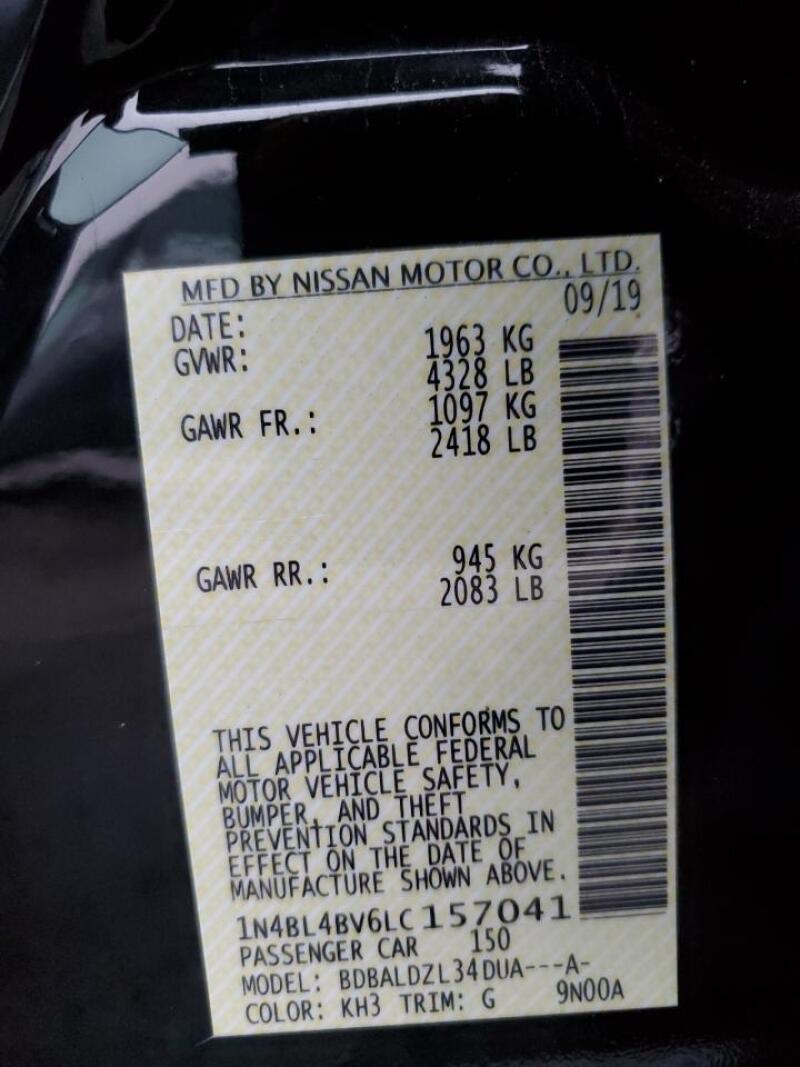 MFD BY NISSAN MOTOR CO., LTD.
DATE: 09/19
GVWR: 1963 KG
4328 LB
GAWR FR.: 1097 KG
2418 LB
GAWR RR.: 945 KG
2083 LB
THIS VEHICLE CONFORMS TO
ALL APPLICABLE FEDERAL
MOTOR VEHICLE SAFETY,
BUMPER, AND THEFT
PREVENTION STANDARDS IN
EFFECT ON THE DATE OF
MANUFACTURE SHOWN ABOVE.
1N4BL4BV6LC157041
PASSENGER CAR 150
MODEL: BDBALDZL34DUA---A-
COLOR: KH3 TRIM: G 9N00A